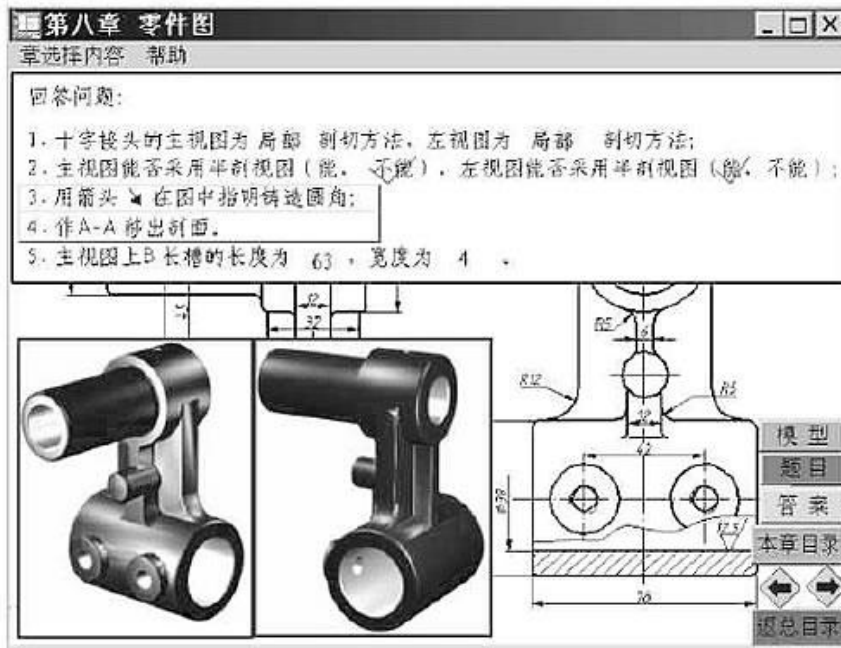 第八章 零件图
章选择内容 帮助
回答问题:
1. 十字接头的主视图为 局部 剖切方法, 左视图为 局部 剖切方法;
2. 主视图能否采用半剖视图 (能, 不能), 左视图能否采用半剖视图 (能, 不能);
3. 用箭头 在图中指明铸造圆角;
4. 作A-A 移出剖面。
5. 主视图上B 长槽的长度为 63 , 宽度为 4 .
12
32
R5
6
R12
R3
12
42
φ38
12.5
70
模型
题目
答案
本章目录
返总目录